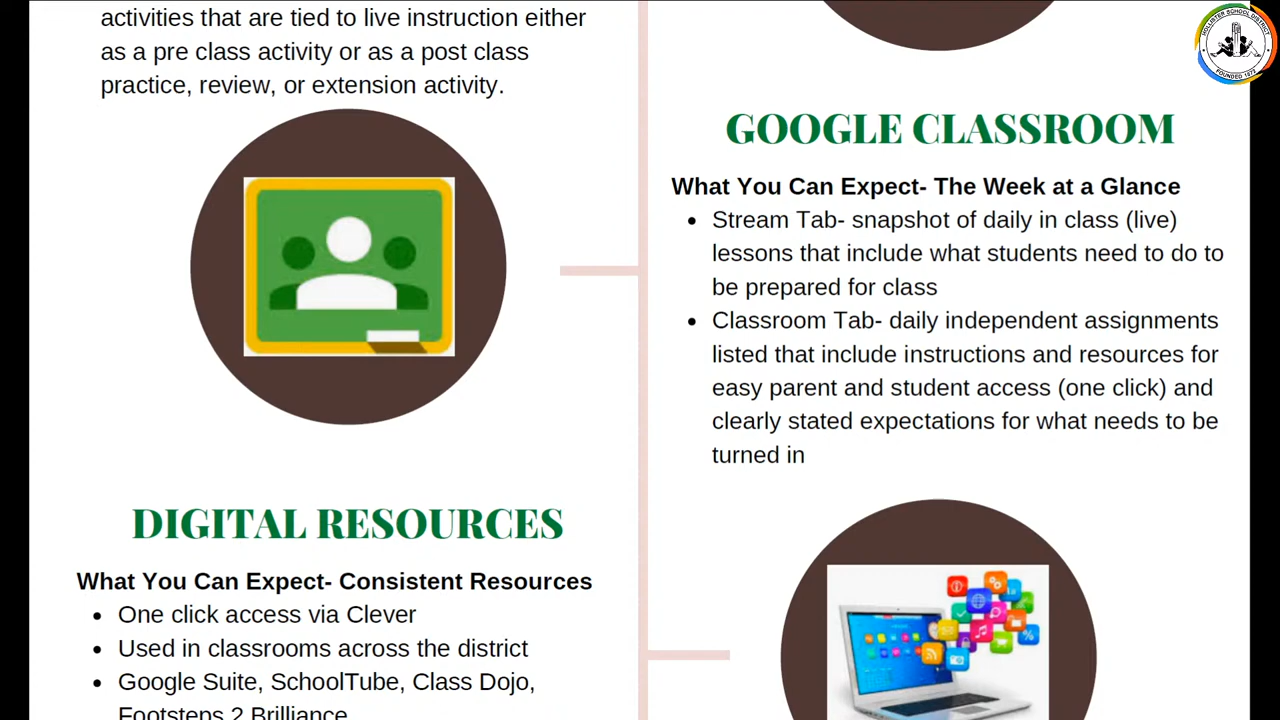 activities that are tied to live instruction either
as a pre class activity or as a post class
practice, review, or extension activity.
GOOGLE CLASSROOM
What You Can Expect- The Week at a Glance
• Stream Tab- snapshot of daily in class (live)
lessons that include what students need to do to
be prepared for class
• Classroom Tab- daily independent assignments
listed that include instructions and resources for
easy parent and student access (one click) and
clearly stated expectations for what needs to be
turned in
DIGITAL RESOURCES
What You Can Expect- Consistent Resources
• One click access via Clever
• Used in classrooms across the district
• Google Suite, SchoolTube, Class Dojo,
Footsteps 2 Brilliance
HOLLISTER SCHOOL DISTRICT
FOUNDED 1872